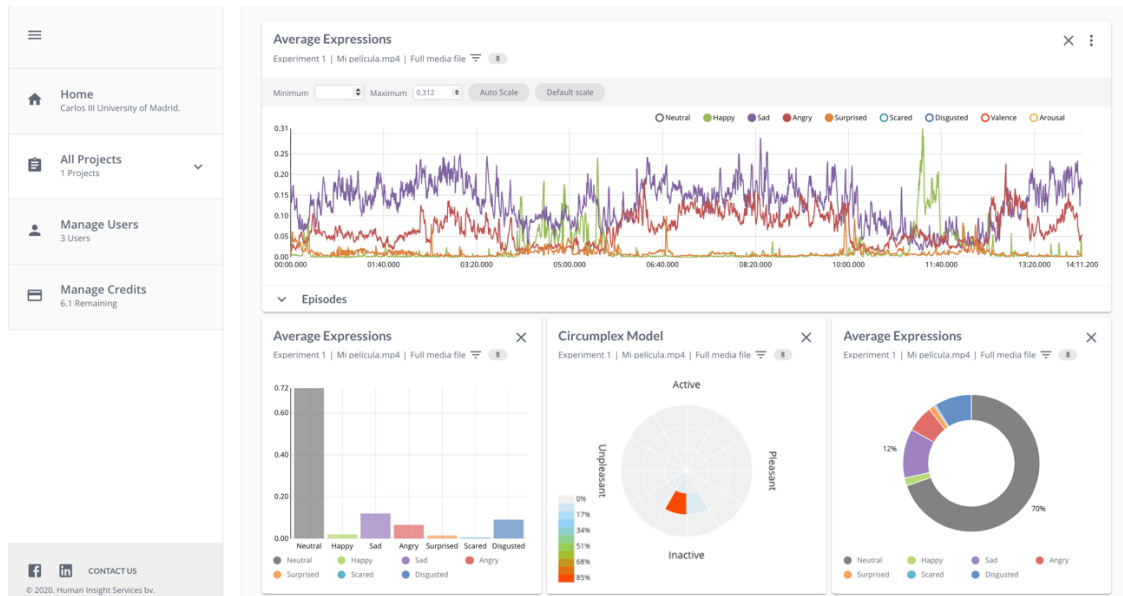 Home
Carlos III University of Madrid.
All Projects
1 Projects
Manage Users
3 Users
Manage Credits
6.1 Remaining
CONTACT US
© 2020. Human Insight Services bv.
Average Expressions
Experiment 1 | Mi película.mp4 | Full media file 8
Minimum Maximum 0,312 Auto Scale Default scale
Neutral Happy Sad Angry Surprised Scared Disgusted Valence Arousal
0.31
0.25
0.20
0.15
0.10
0.05
0.00
00:00.000 01:40.000 03:20.000 05:00.000 06:40.000 08:20.000 10:00.000 11:40.000 13:20.000 14:11.200
Episodes
Average Expressions
Experiment 1 | Mi película.mp4 | Full media file 8
0.72
0.60
0.40
0.20
0.00
Neutral Happy Sad Angry Surprised Scared Disgusted
Neutral Happy Sad Angry
Surprised Scared Disgusted
Circumplex Model
Experiment 1 | Mi película.mp4 | Full media file 8
Active
Unpleasant
Pleasant
Inactive
0%
17%
34%
51%
68%
85%
Average Expressions
Experiment 1 | Mi película.mp4 | Full media file 8
12%
70%
Neutral Happy Sad Angry
Surprised Scared Disgusted